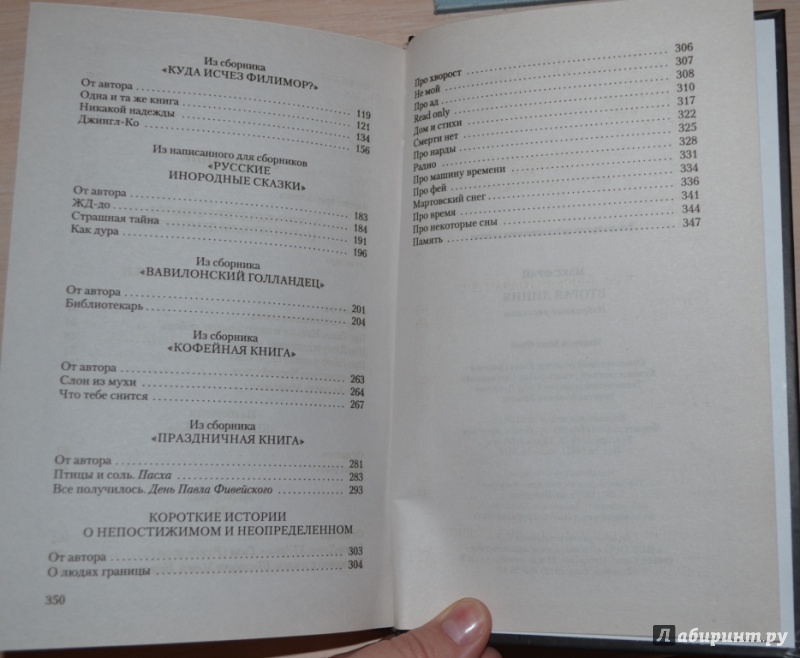 Из сборника
«КУДА ИСЧЕЗ ФИЛИМОР?»
От автора 119
Одна и та же книга 121
Никакой надежды 134
Джингл-Ко 156
Из написанного для сборников
«РУССКИЕ
ИНОРОДНЫЕ СКАЗКИ»
От автора 183
ЖД-до 184
Страшная тайна 191
Как дура 196
Из сборника
«ВАВИЛОНСКИЙ ГОЛЛАНДЕЦ»
От автора 201
Библиотекарь 204
Из сборника
«КОФЕЙНАЯ КНИГА»
От автора 263
Слон из мухи 264
Что тебе снится 267
Из сборника
«ПРАЗДНИЧНАЯ КНИГА»
От автора 281
Птицы и соль. Пасха 283
Все получилось. День Павла Фивейского 293
КОРОТКИЕ ИСТОРИИ
О НЕПОСТИЖИМОМ И НЕОПРЕДЕЛЕННОМ
От автора 303
О людях границы 304
350
Про хворост 306
Не мой 307
Про ад 308
Read only 310
Дом и стихи 317
Смерти нет 322
Про нарды 325
Радио 328
Про машину времени 331
Про фей 334
Мартовский снег 336
Про время 341
Про некоторые сны 344
Память 347
Лабиринт.ру